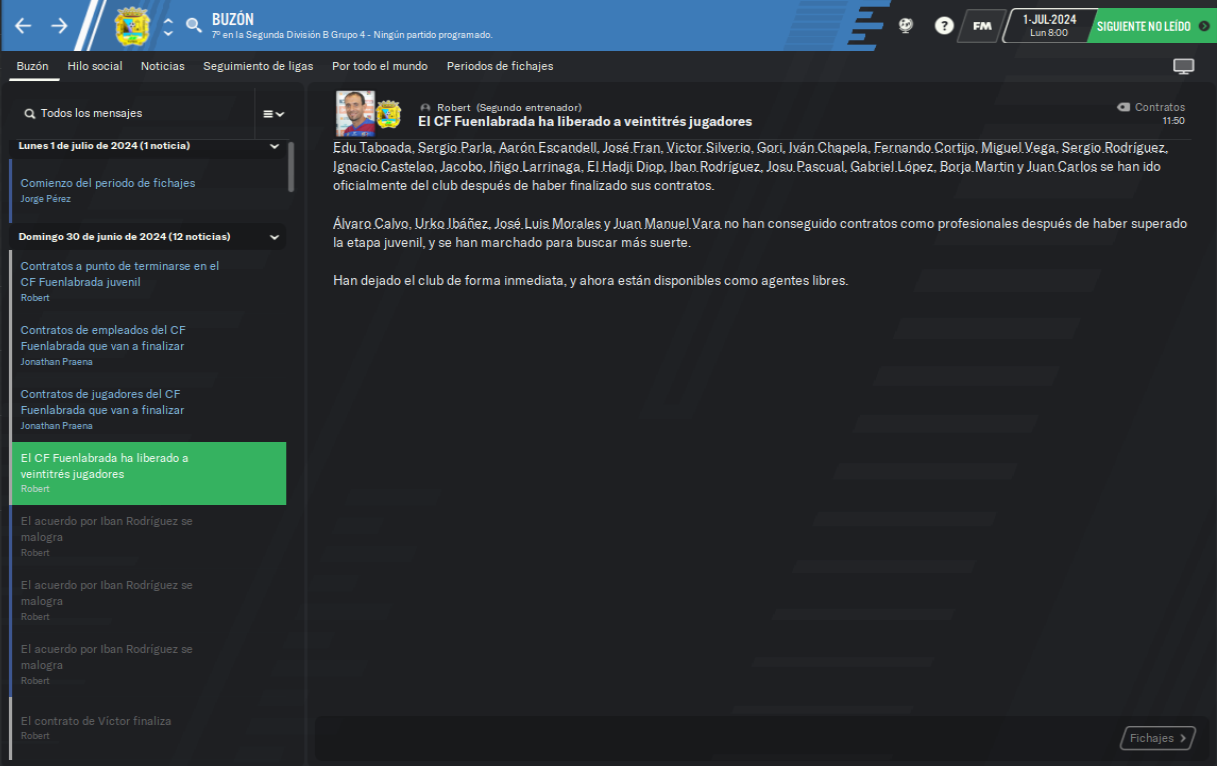 BUZÓN
7º en la Segunda División B Grupo 4 - Ningún partido programado.
?
FM
1-JUL-2024
Lun 8:00
SIGUIENTE NO LEÍDO
Buzón
Hilo social
Noticias
Seguimiento de ligas
Por todo el mundo
Periodos de fichajes
Todos los mensajes
Lunes 1 de julio de 2024 (1 noticia)
Comienzo del periodo de fichajes
Jorge Pérez
Domingo 30 de junio de 2024 (12 noticias)
Contratos a punto de terminarse en el
CF Fuenlabrada juvenil
Robert
Contratos de empleados del CF
Fuenlabrada que van a finalizar
Jonathan Praena
Contratos de jugadores del CF
Fuenlabrada que van a finalizar
Jonathan Praena
El CF Fuenlabrada ha liberado a
veintitrés jugadores
Robert
El acuerdo por Iban Rodríguez se
malogra
Robert
El acuerdo por Iban Rodríguez se
malogra
Robert
El acuerdo por Iban Rodríguez se
malogra
Robert
El contrato de Víctor finaliza
Robert
Robert (Segundo entrenador)
El CF Fuenlabrada ha liberado a veintitrés jugadores
Contratos
11:50
Edu Taboada, Sergio Parla, Aarón Escandell, José Fran, Víctor Silverio, Gori, Iván Chapela, Fernando Cortijo, Miguel Vega, Sergio Rodríguez,
Ignacio Castelao, Jacobo, Iñigo Larrinaga, El Hadji Diop, Iban Rodríguez, Josu Pascual, Gabriel López, Borja Martín y Juan Carlos se han ido
oficialmente del club después de haber finalizado sus contratos.
Álvaro Calvo, Urko Ibáñez, José Luis Morales y Juan Manuel Vara no han conseguido contratos como profesionales después de haber superado
la etapa juvenil, y se han marchado para buscar más suerte.
Han dejado el club de forma inmediata, y ahora están disponibles como agentes libres.
Fichajes